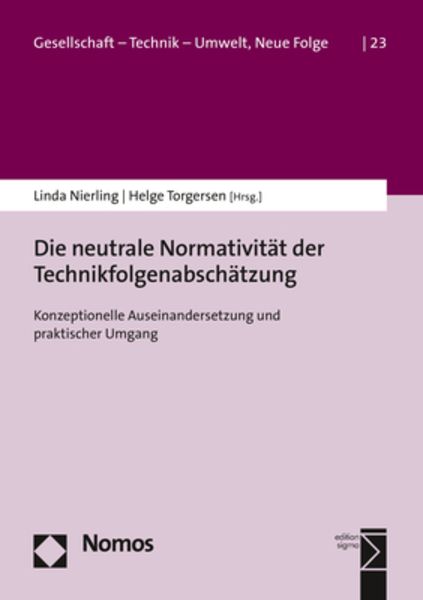 Gesellschaft – Technik – Umwelt, Neue Folge | 23
Linda Nierling | Helge Torgersen [Hrsg.]
Die neutrale Normativität der
Technikfolgenabschätzung
Konzeptionelle Auseinandersetzung und
praktischer Umgang
Nomos
edition
sigma